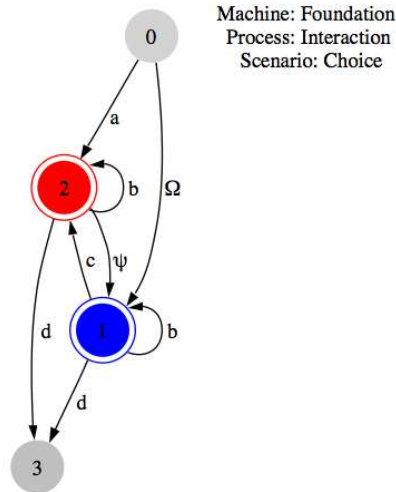 Machine: Foundation
Process: Interaction
Scenario: Choice
0
a
2
b
Ω
c
ψ
1
b
d
d
3